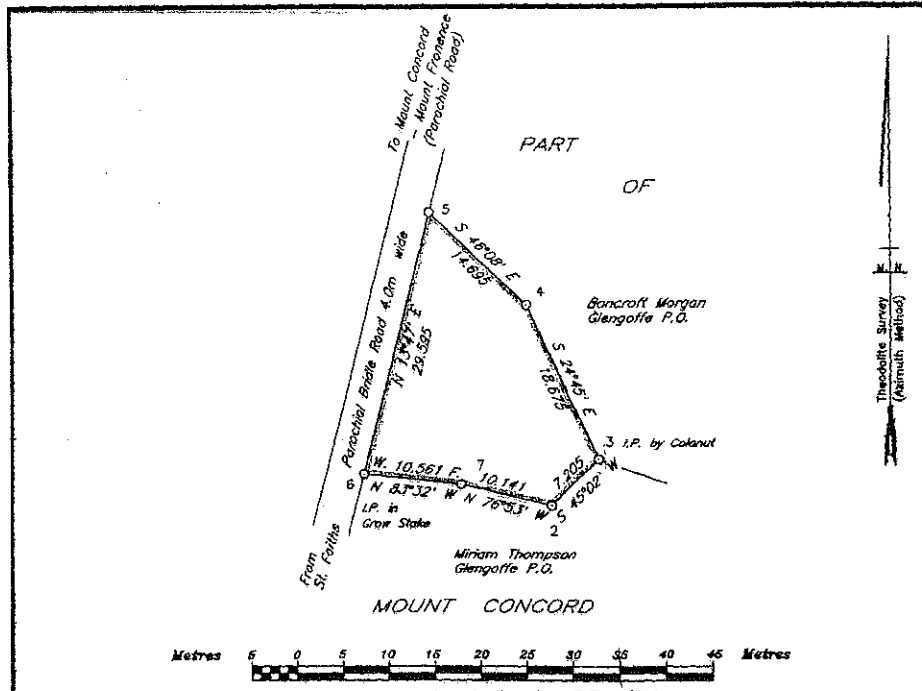 To Mount Concord
- Mount Fronence
(Parochial Road)
PART
OF
5
S 46°08' E
14.695
4
Bancroft Morgan
Glengoffe P.O.
Parochial Bridle Road 4.0m wide
N 13°47' E
29.595
S 24°45' E
18.675
M. N.
Theodolite Survey
(Azimuth Method)
3 I.P. by Colanut
W
7.205
S 45°02' W
6
W. 10.561 F.
N 83°32' W
7
10.141
N 76°53' W
2
I.P. in
Grow Stake
From
St. Faiths
Miriam Thompson
Glengoffe P.O.
MOUNT CONCORD
Metres 5 0 5 10 15 20 25 30 35 40 45 Metres